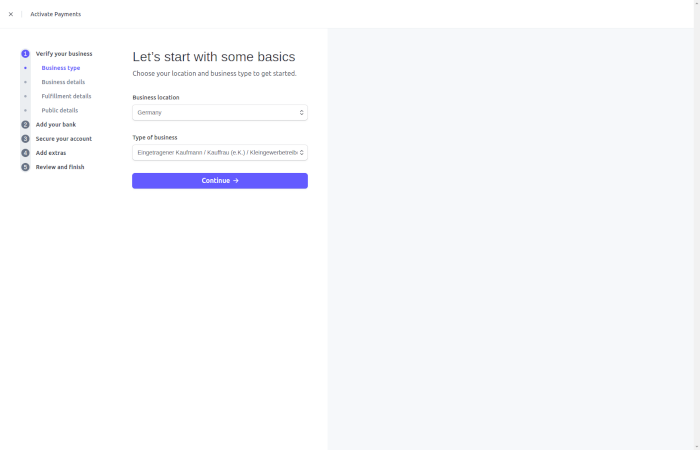 Activate Payments
1 Verify your business
Business type
Business details
Fulfillment details
Public details
2 Add your bank
3 Secure your account
4 Add extras
5 Review and finish
Let's start with some basics
Choose your location and business type to get started.
Business location
Germany
Type of business
Eingetragener Kaufmann / Kauffrau (e.K.) / Kleingewerbetreib
Continue →